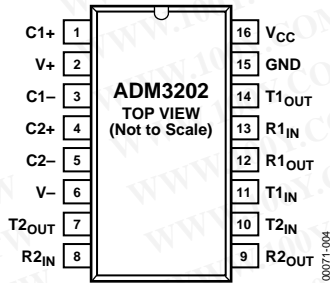 C1+ 1 16 VCC
V+ 2 15 GND
C1– 3 ADM3202 14 T1OUT
TOP VIEW
C2+ 4 (Not to Scale) 13 R1IN
C2– 5 12 R1OUT
V– 6 11 T1IN
T2OUT 7 10 T2IN
R2IN 8 9 R2OUT
00071-004